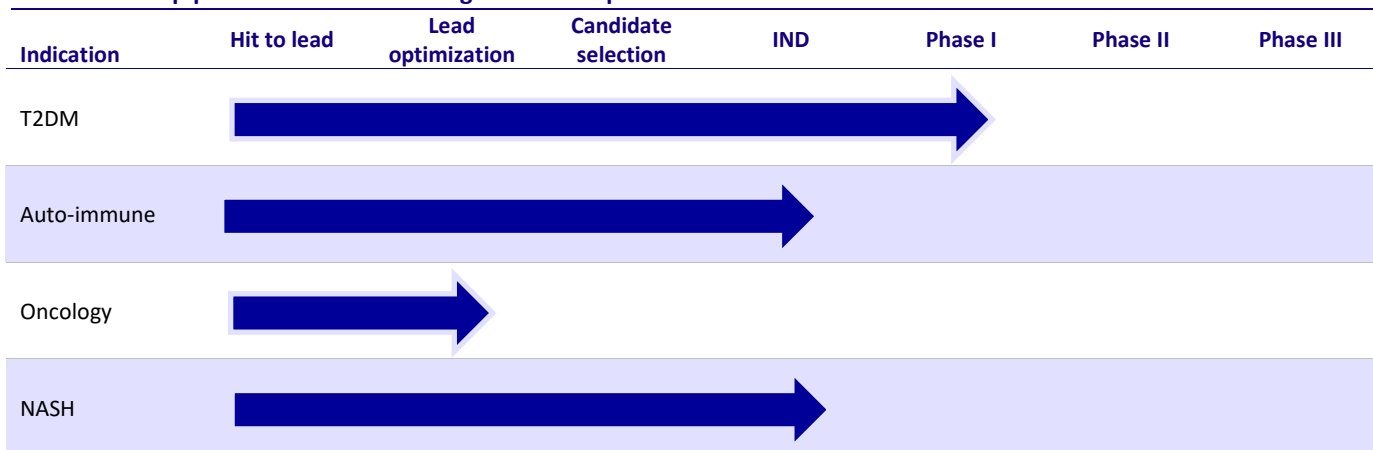 Indication Hit to lead Lead optimization Candidate selection IND Phase I Phase II Phase III
T2DM
Auto-immune
Oncology
NASH